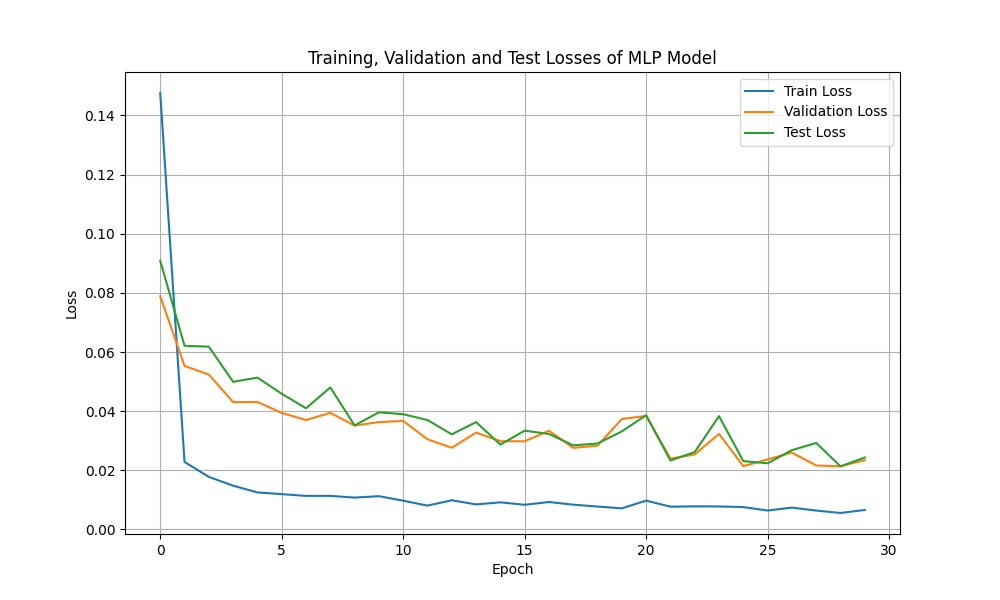 Training, Validation and Test Losses of MLP Model
Train Loss
Validation Loss
Test Loss
0.14
0.12
0.10
0.08
0.06
0.04
0.02
0.00
Loss
0 5 10 15 20 25 30
Epoch